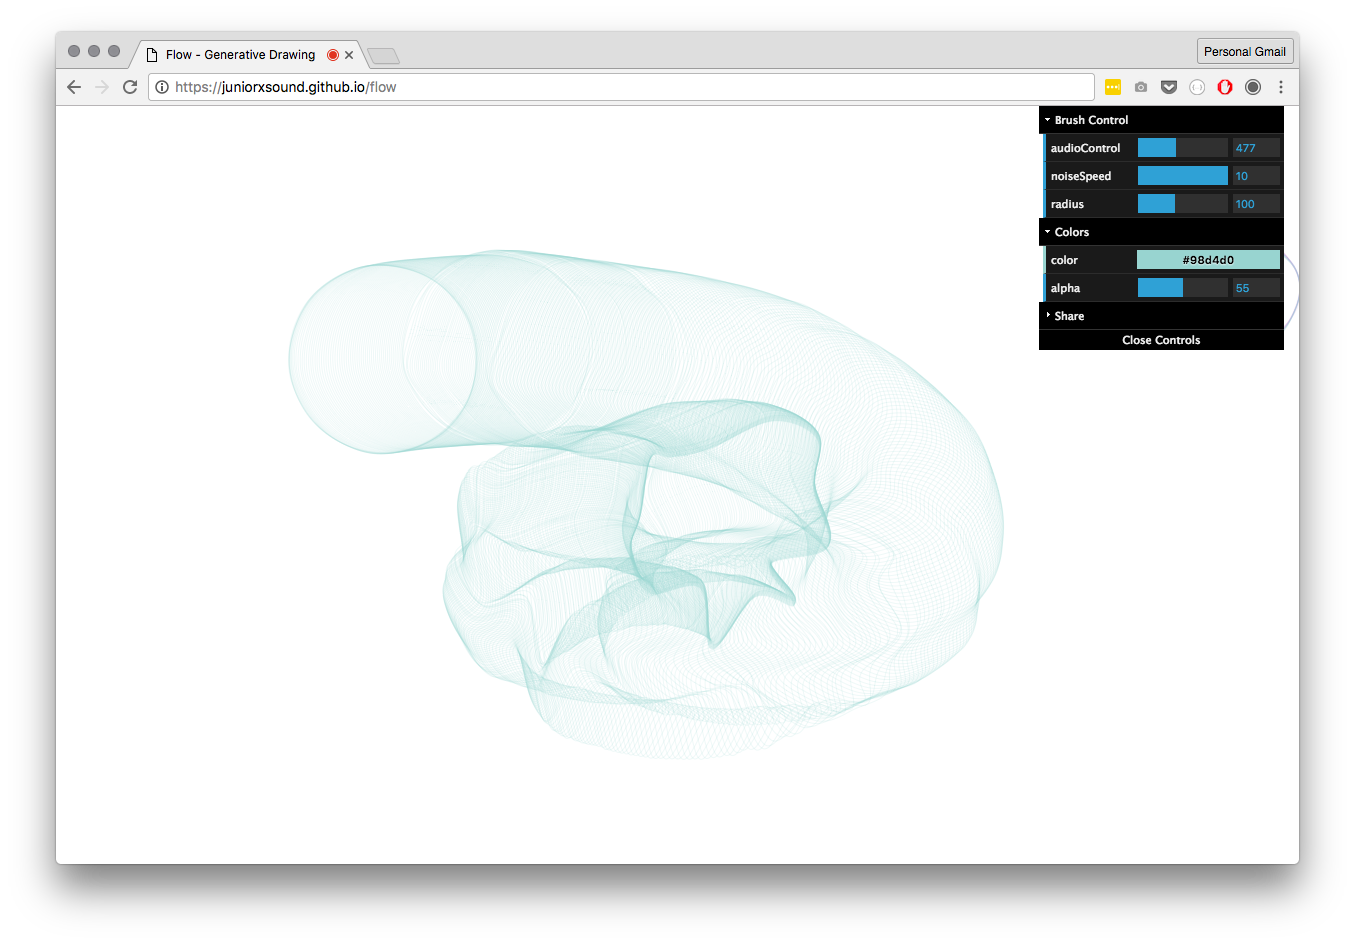 Flow - Generative Drawing
Personal Gmail
https://juniorxsound.github.io/flow
Brush Control
audioControl 477
noiseSpeed 10
radius 100
Colors
color #98d4d0
alpha 55
Share
Close Controls